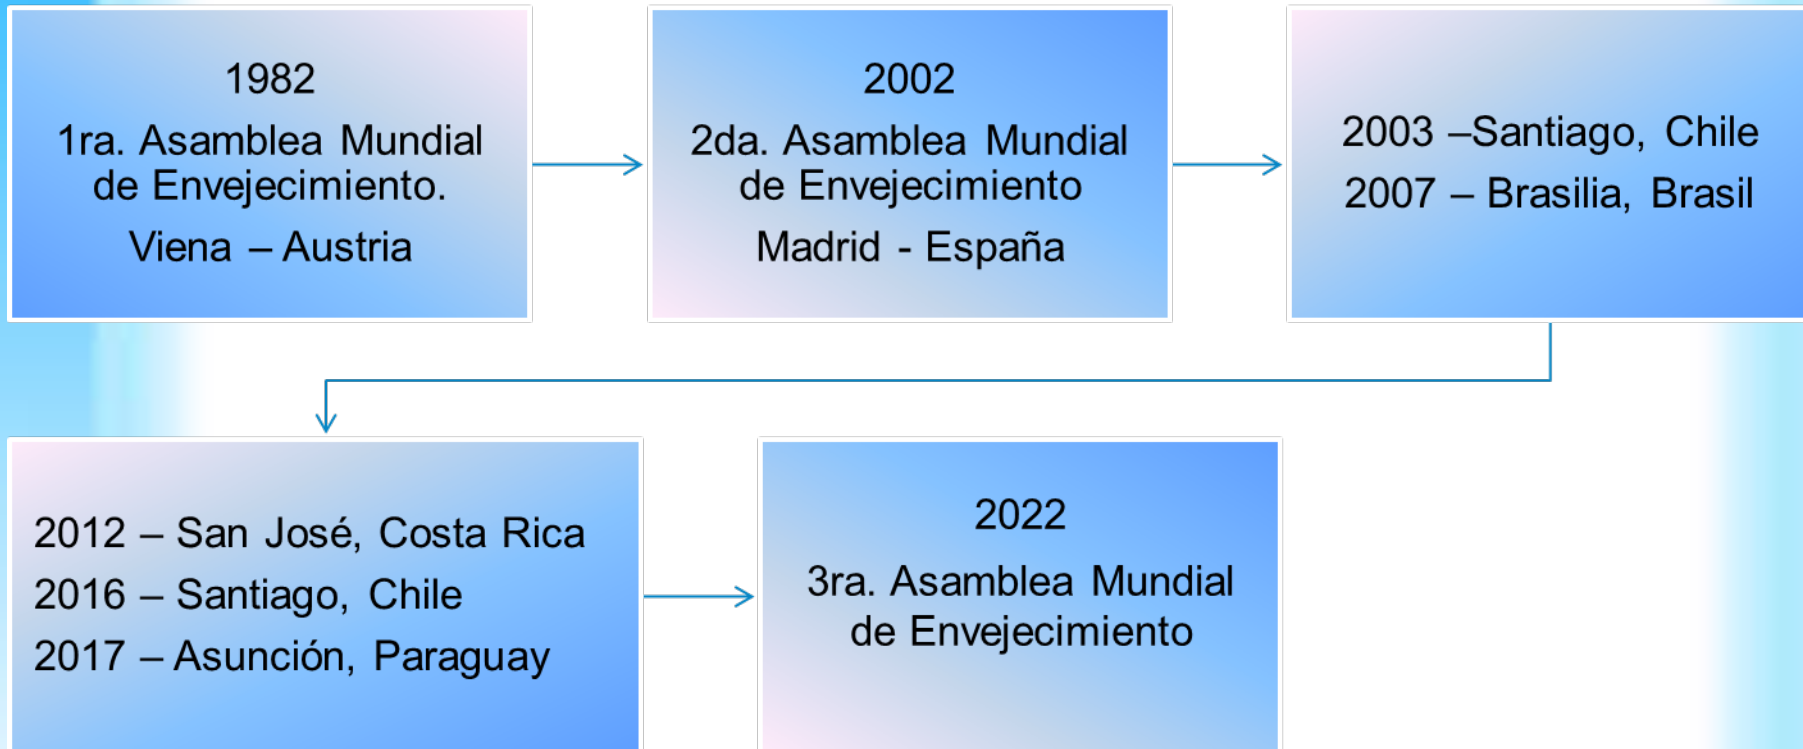 1982
1ra. Asamblea Mundial
de Envejecimiento.
Viena – Austria
2002
2da. Asamblea Mundial
de Envejecimiento
Madrid - España
2003 –Santiago, Chile
2007 – Brasilia, Brasil
2012 – San José, Costa Rica
2016 – Santiago, Chile
2017 – Asunción, Paraguay
2022
3ra. Asamblea Mundial
de Envejecimiento